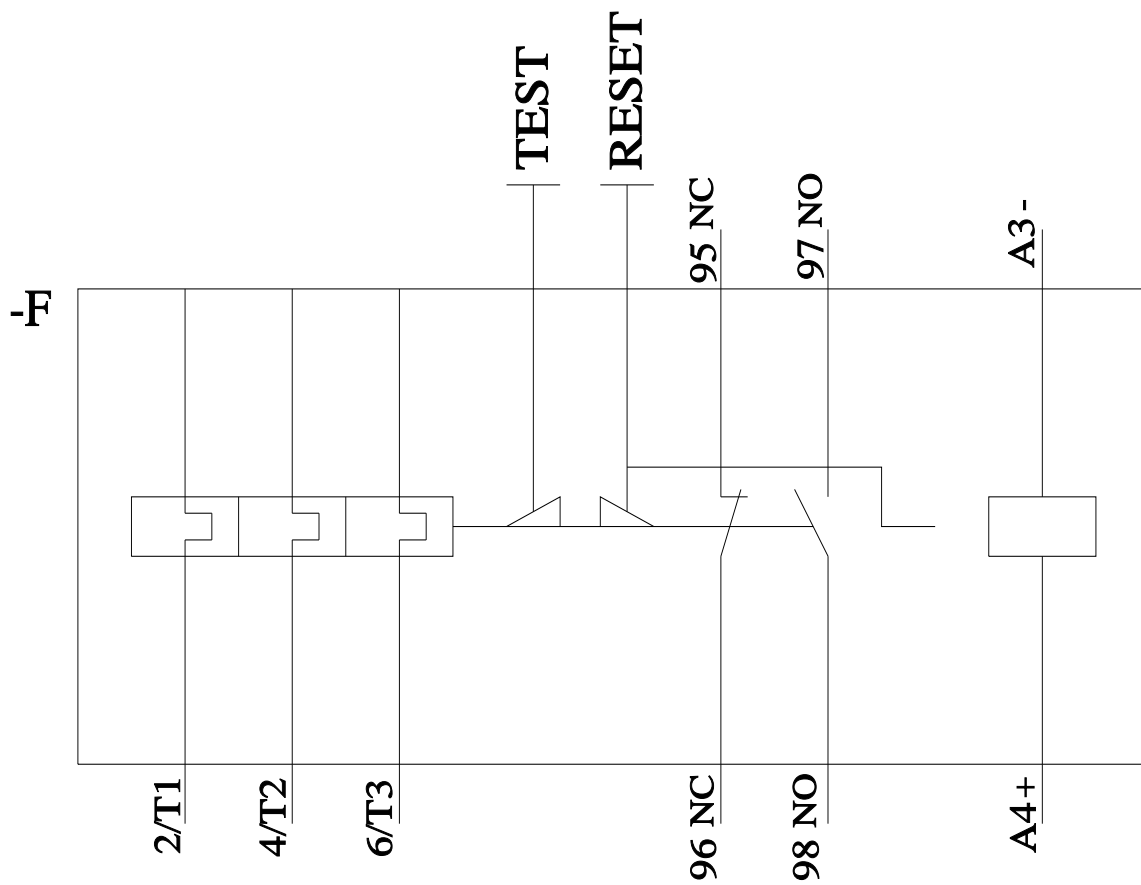 TEST
RESET
95 NC
97 NO
A3-
-F
2/T1
4/T2
6/T3
96 NC
98 NO
A4+